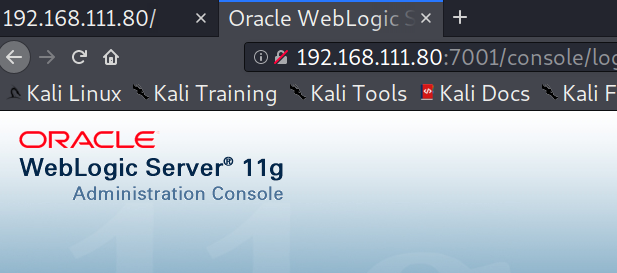 192.168.111.80/ × Oracle WebLogic S × +
192.168.111.80:7001/console/log
Kali Linux Kali Training Kali Tools Kali Docs Kali F
ORACLE
WebLogic Server® 11g
Administration Console
11g